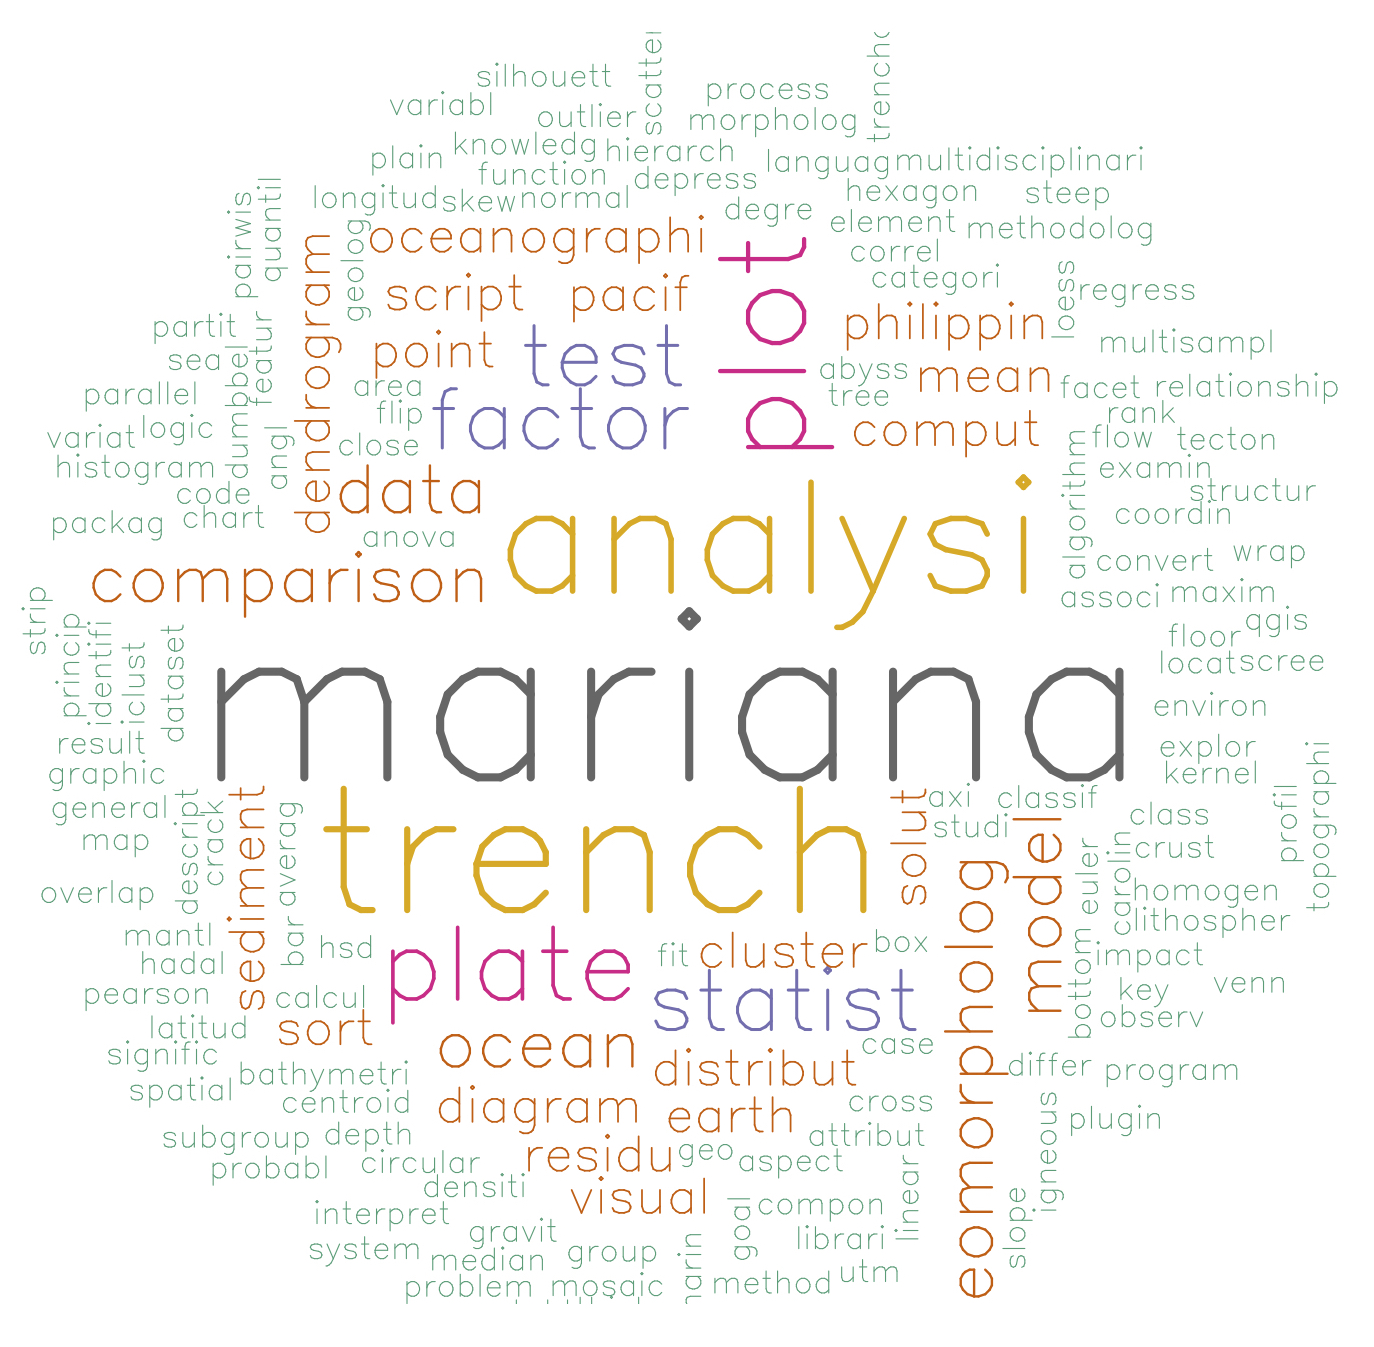 scatter
trencho
silhouett
process
variabl
outlier
morpholog
knowledg
hierarch
plain
languag
multidisciplinari
function
depress
hexagon
steep
longitud
skew
normal
degre
element
methodolog
pairwis
quantil
geolog
oceanographi
correl
plot
categori
script
pacif
loess
regress
dendrogram
philippin
partit
multisampl
point
test
sea
featur
dumbbel
abyss
mean
area
facet
relationship
parallel
tree
flip
rank
factor
comput
logic
variat
flow
tecton
close
angl
histogram
examin
algorithm
data
code
structur
chart
coordin
packag
analysi
anova
convert
wrap
comparison
associ
maxim
strip
qgis
princip
identifi
iclust
dataset
floor
mariana
locat
scree
environ
result
explor
graphic
kernel
topographi
general
descript
crack
sediment
averag
trench
solut
axi
classif
class
profil
map
studi
model
crust
overlap
euler
carolin
homogen
lithospher
mantl
bar
hsd
plate
fit
cluster
box
eomorpholog
bottom
impact
hadal
pearson
calcul
statist
key
venn
latitud
sort
observ
signific
ocean
case
bathymetri
distribut
differ
program
spatial
centroid
diagram
earth
cross
igneous
plugin
subgroup
depth
attribut
probabl
circular
residu
geo
aspect
densiti
visual
linear
slope
interpret
goal
compon
gravit
system
median
group
arin
librari
problem
mosaic
method
utm